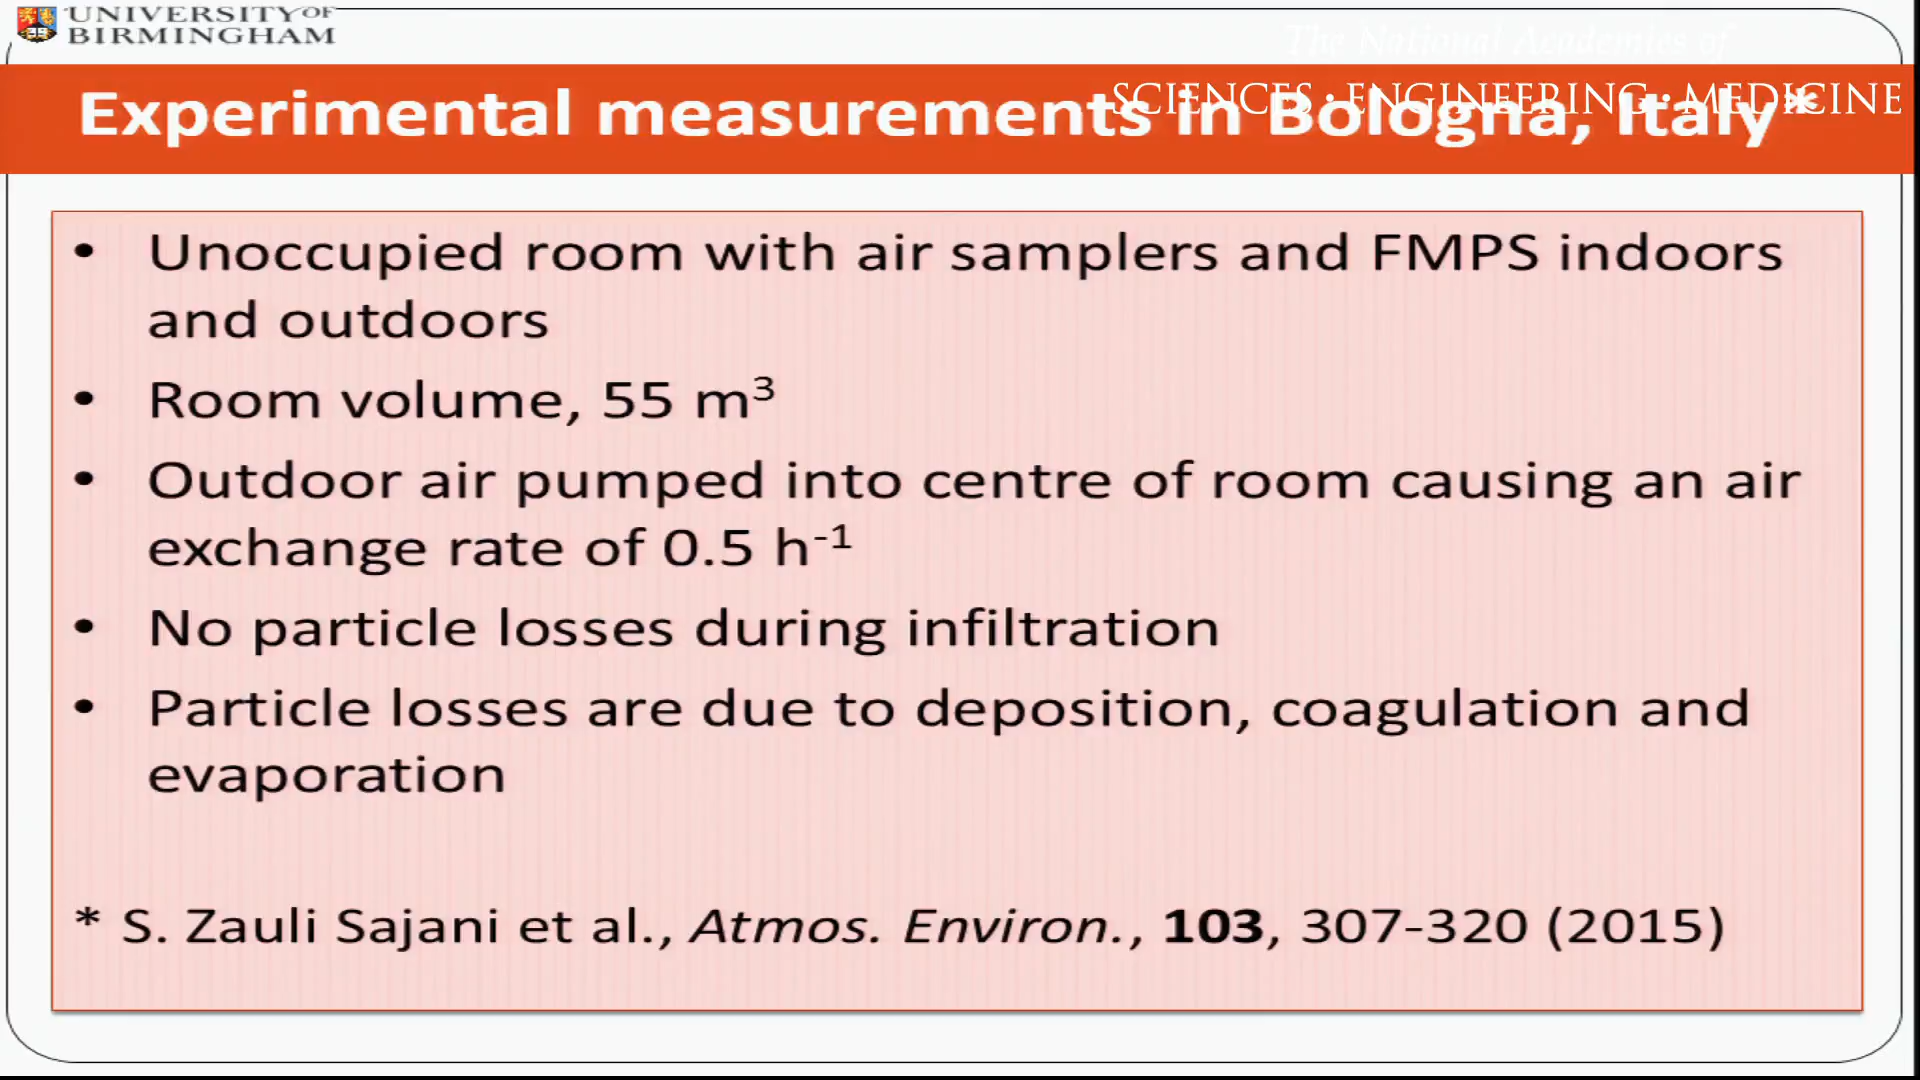 UNIVERSITY OF
BIRMINGHAM
The National Academies of
SCIENCES • ENGINEERING • MEDICINE
Experimental measurements in Bologna, Italy*
• Unoccupied room with air samplers and FMPS indoors
and outdoors
• Room volume, 55 m³
• Outdoor air pumped into centre of room causing an air
exchange rate of 0.5 h⁻¹
• No particle losses during infiltration
• Particle losses are due to deposition, coagulation and
evaporation
* S. Zauli Sajani et al., Atmos. Environ., 103, 307-320 (2015)